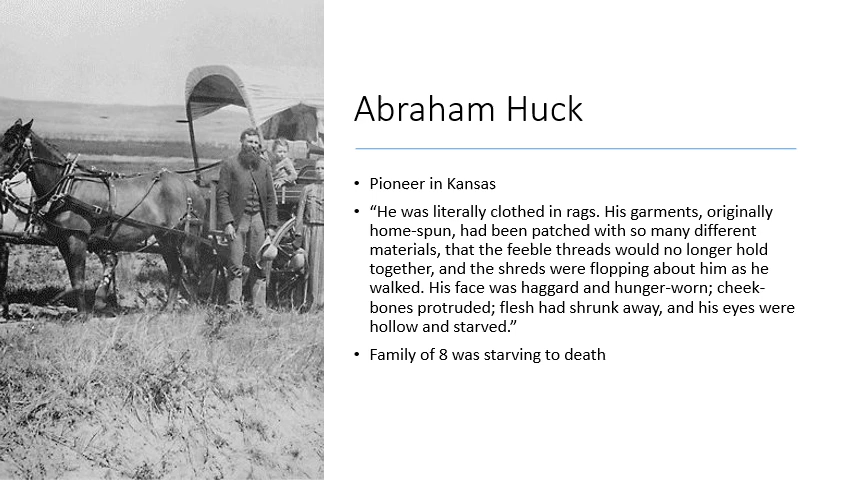 Abraham Huck
• Pioneer in Kansas
• “He was literally clothed in rags. His garments, originally
home-spun, had been patched with so many different
materials, that the feeble threads would no longer hold
together, and the shreds were flopping about him as he
walked. His face was haggard and hunger-worn; cheek-
bones protruded; flesh had shrunk away, and his eyes were
hollow and starved.”
• Family of 8 was starving to death